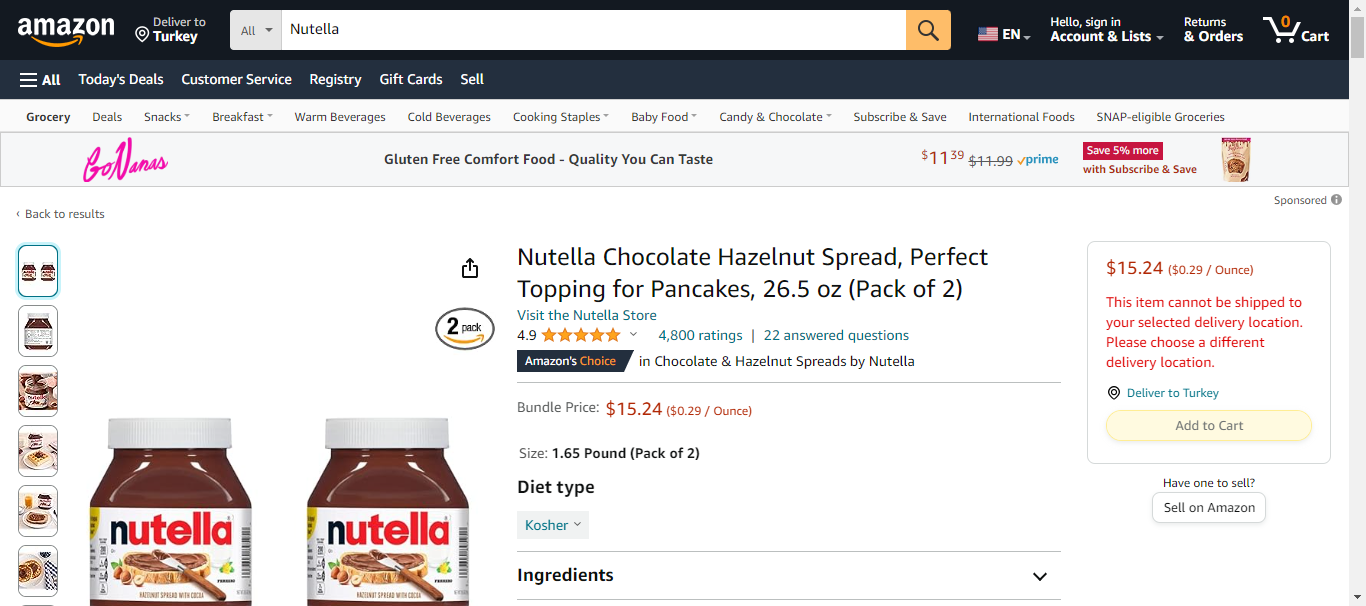 amazon
Deliver to
Turkey
All
Nutella
EN
Hello, sign in
Account & Lists
Returns
& Orders
0
Cart
All
Today's Deals
Customer Service
Registry
Gift Cards
Sell
Grocery
Deals
Snacks
Breakfast
Warm Beverages
Cold Beverages
Cooking Staples
Baby Food
Candy & Chocolate
Subscribe & Save
International Foods
SNAP-eligible Groceries
GoNanas
Gluten Free Comfort Food - Quality You Can Taste
$11 39 $11.99 prime
Save 5% more
with Subscribe & Save
Sponsored
‹ Back to results
2 pack
nutella
HAZELNUT SPREAD WITH COCOA
nutella
HAZELNUT SPREAD WITH COCOA
Nutella Chocolate Hazelnut Spread, Perfect
Topping for Pancakes, 26.5 oz (Pack of 2)
Visit the Nutella Store
4.9
4,800 ratings | 22 answered questions
Amazon's Choice in Chocolate & Hazelnut Spreads by Nutella
Bundle Price: $15.24 ($0.29 / Ounce)
Size: 1.65 Pound (Pack of 2)
Diet type
Kosher
Ingredients
$15.24 ($0.29 / Ounce)
This item cannot be shipped to
your selected delivery location.
Please choose a different
delivery location.
Deliver to Turkey
Add to Cart
Have one to sell?
Sell on Amazon